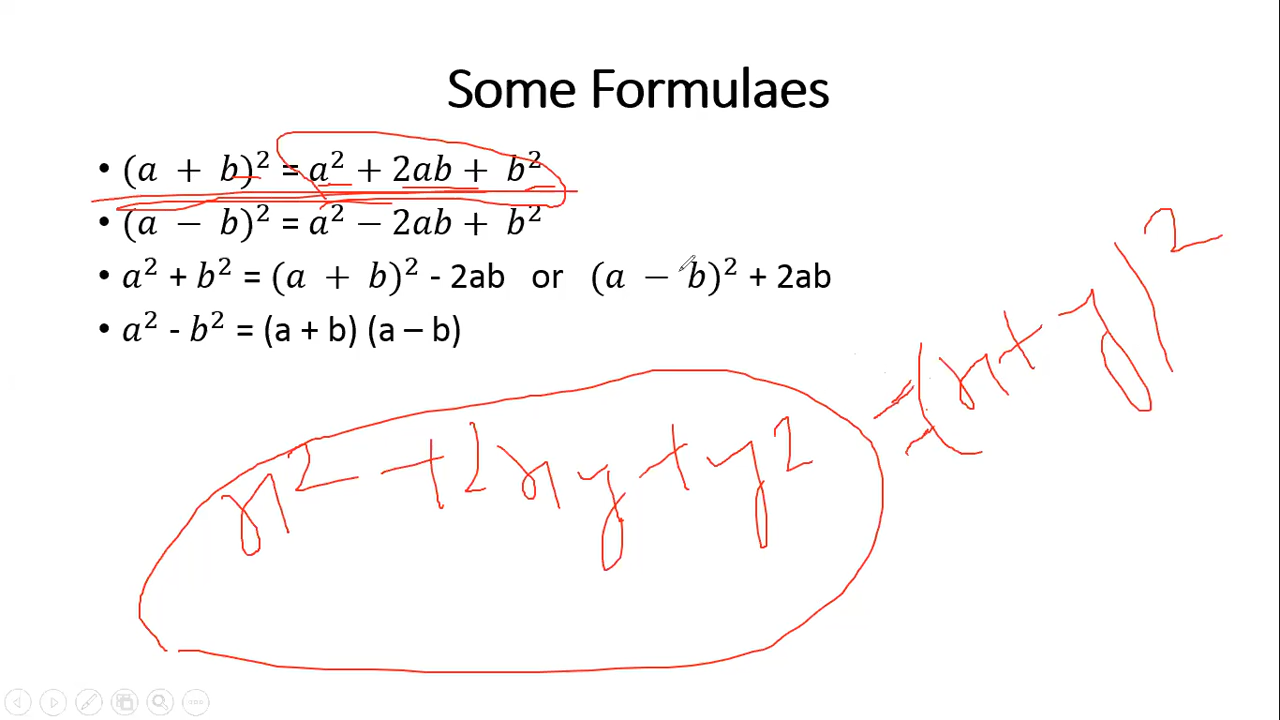 Some Formulaes
• (a + b)² = a² + 2ab + b²
• (a − b)² = a² − 2ab + b²
• a² + b² = (a + b)² - 2ab or (a − b)² + 2ab
• a² - b² = (a + b) (a – b)
x² + 2xy + y² = (x + y)²